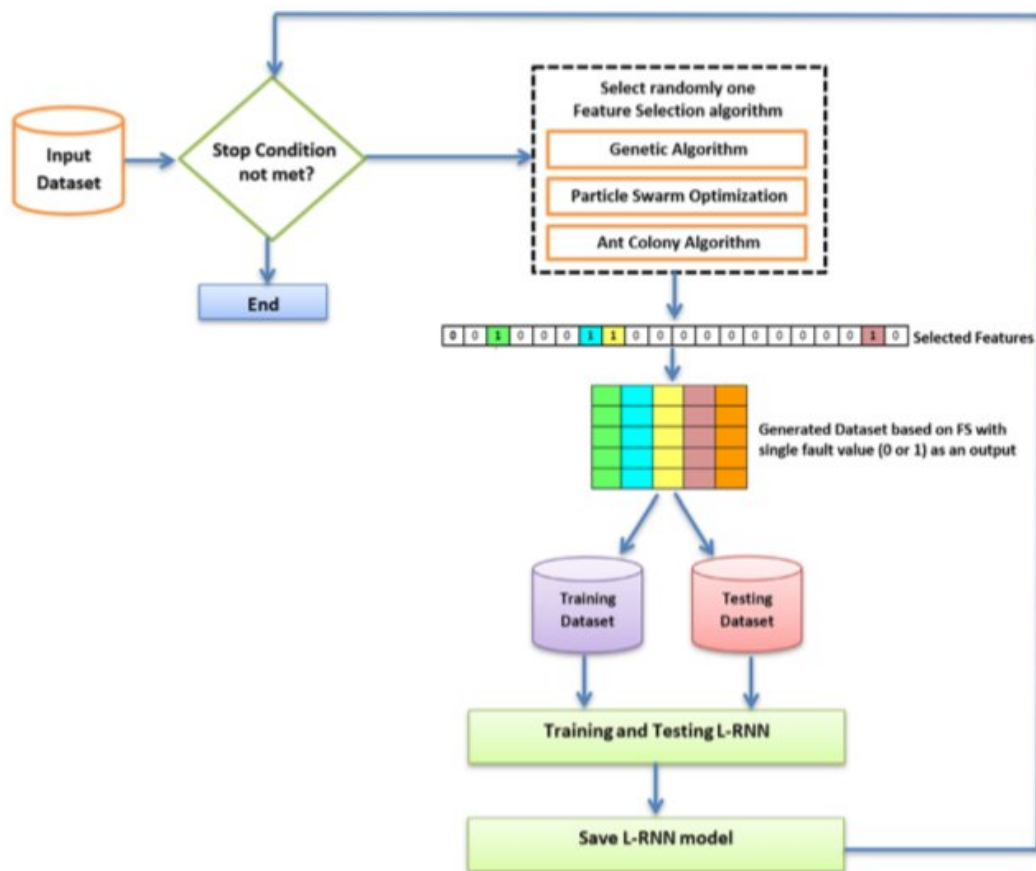 Input
Dataset
Stop Condition
not met?
End
Select randomly one
Feature Selection algorithm
Genetic Algorithm
Particle Swarm Optimization
Ant Colony Algorithm
0 0 1 0 0 0 1 1 0 0 0 0 0 0 0 0 0 0 1 0
Selected Features
Generated Dataset based on FS with
single fault value (0 or 1) as an output
Training
Dataset
Testing
Dataset
Training and Testing L-RNN
Save L-RNN model